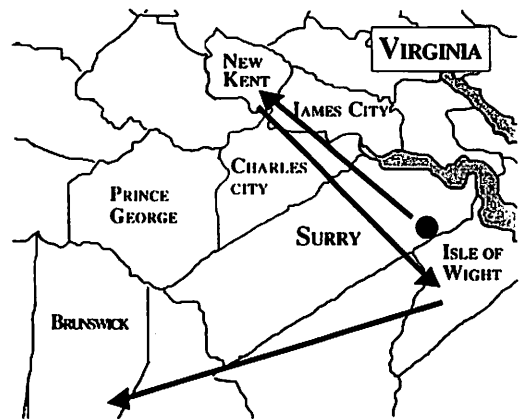 VIRGINIA
NEW
KENT
JAMES CITY
CHARLES
CITY
PRINCE
GEORGE
SURRY
ISLE OF
WIGHT
BRUNSWICK